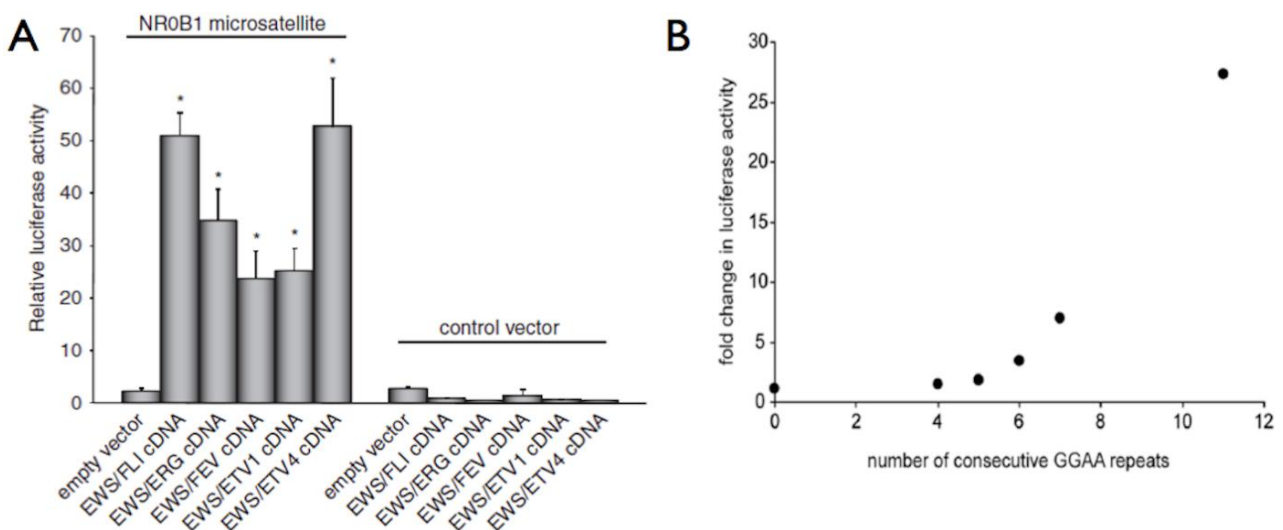 A
NR0B1 microsatellite
70
60
50
40
30
20
10
0
Relative luciferase activity
*
*
*
*
*
control vector
empty vector
EWS/FLI cDNA
EWS/ERG cDNA
EWS/FEV cDNA
EWS/ETV1 cDNA
EWS/ETV4 cDNA
empty vector
EWS/FLI cDNA
EWS/ERG cDNA
EWS/FEV cDNA
EWS/ETV1 cDNA
EWS/ETV4 cDNA
B
30
25
20
15
10
5
0
fold change in luciferase activity
0 2 4 6 8 10 12
number of consecutive GGAA repeats